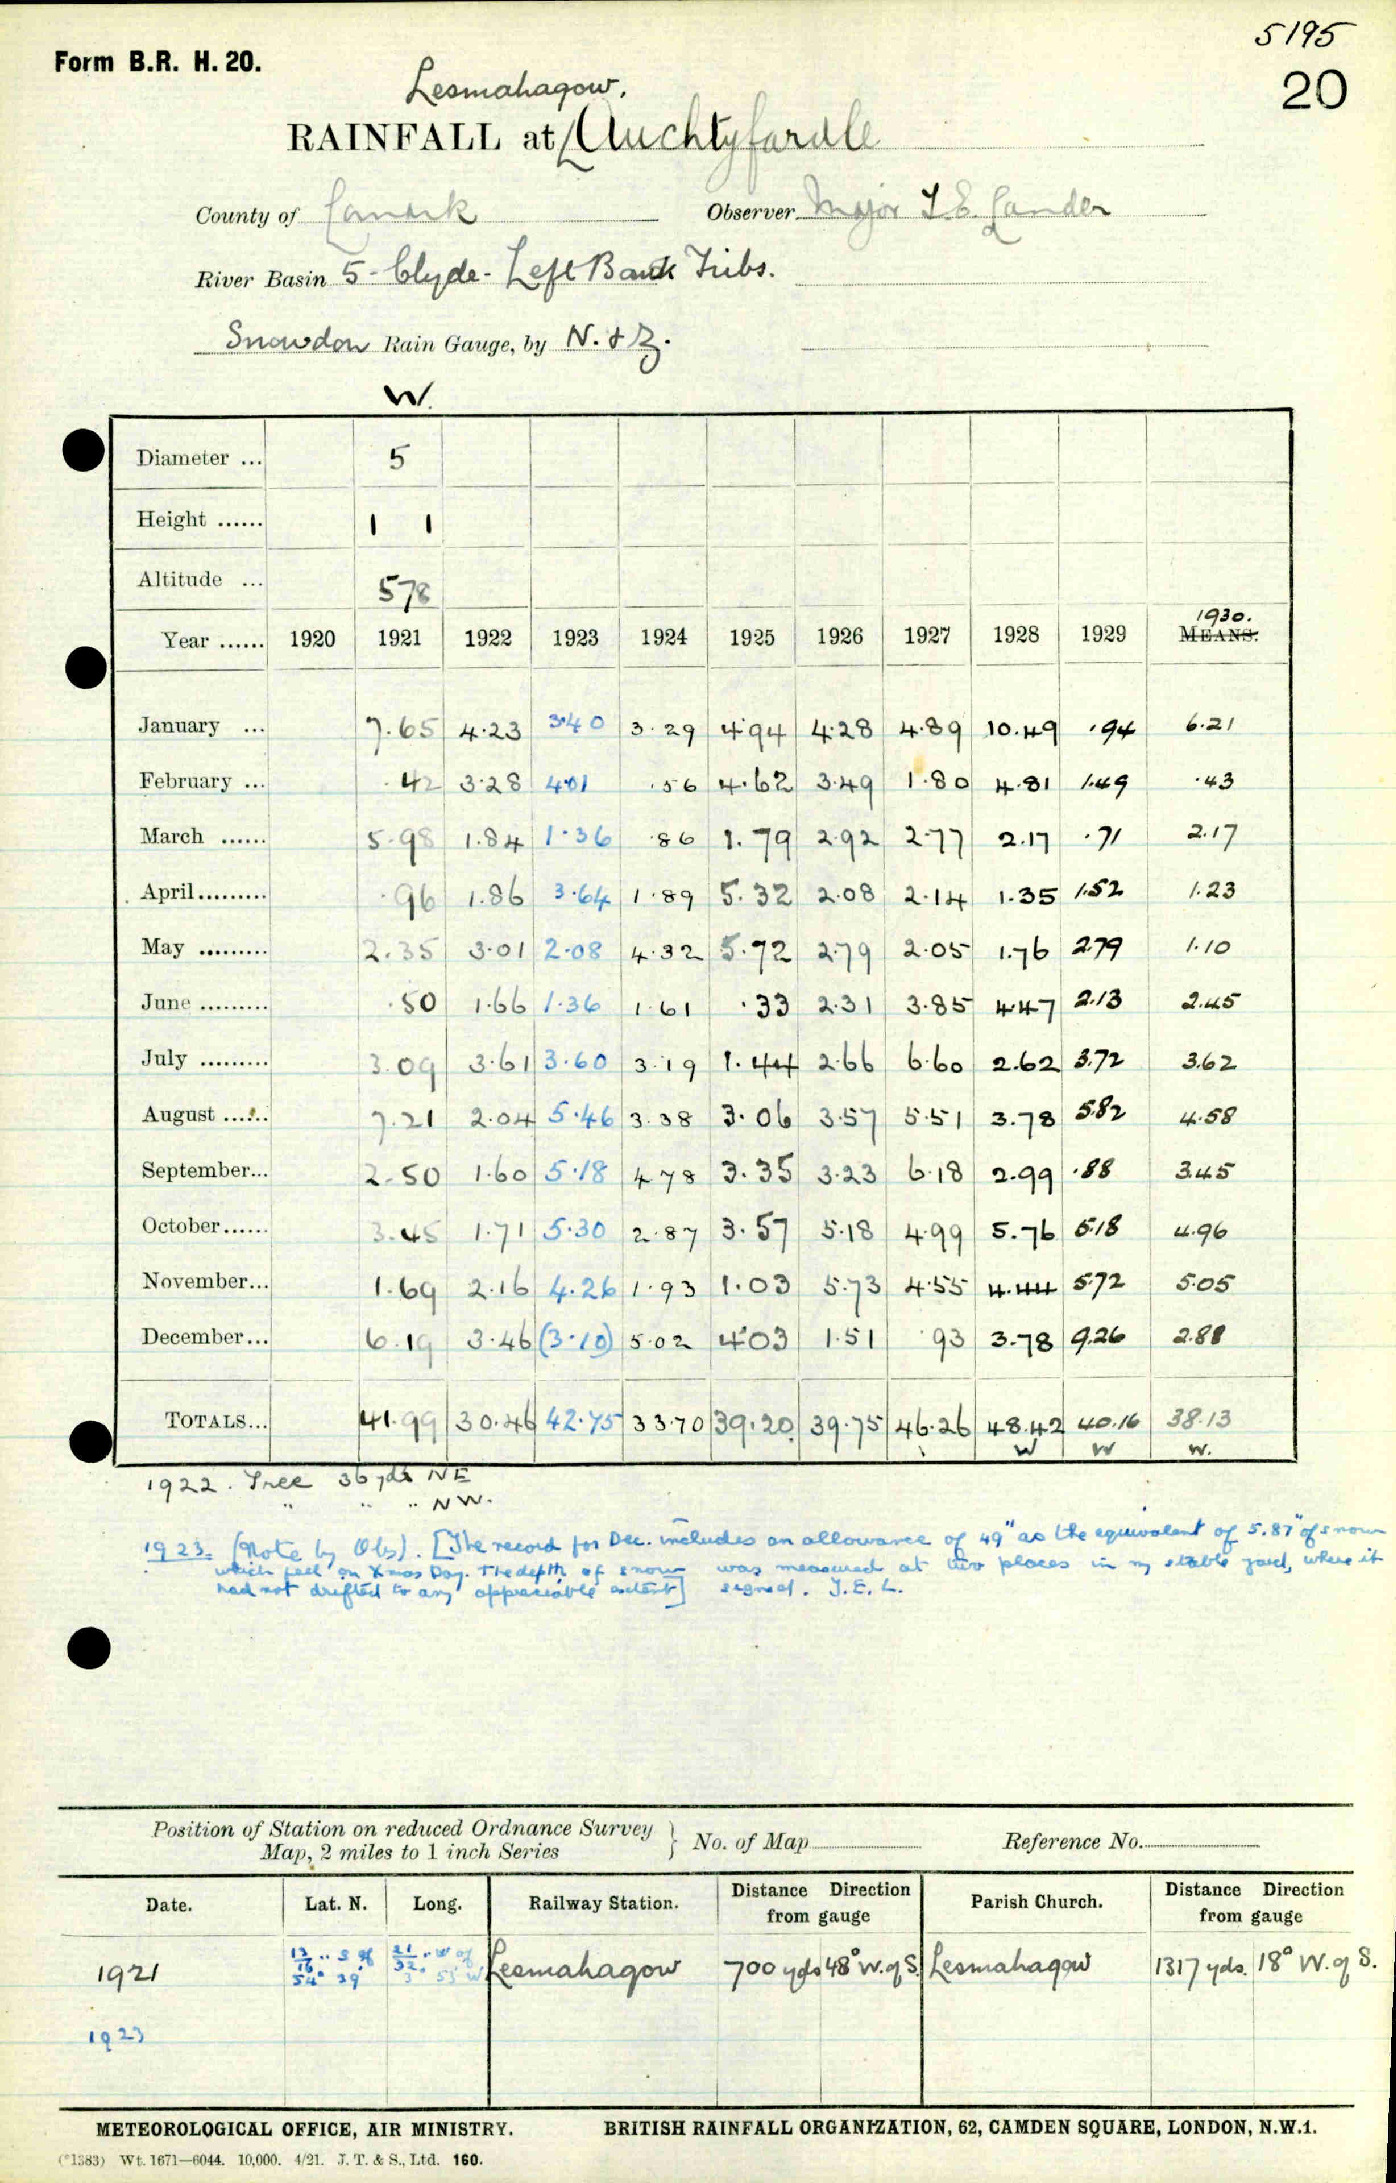 5195
Form B.R. H. 20.
20
Lesmahagow.
RAINFALL at Auchtyfardle
County of Lanark Observer Major T E. Lander
River Basin 5 - Clyde - Left Bank Tribs.
Snowdon Rain Gauge, by N. & Z.
W.
Diameter ... 5
Height ...... 1 1
Altitude ... 578
1930.
Year ...... 1920 1921 1922 1923 1924 1925 1926 1927 1928 1929 MEANS.
January ... 7.65 4.23 3.40 3.29 4.94 4.28 4.89 10.49 .94 6.21
February ... .42 3.28 4.01 .56 4.62 3.49 1.80 4.81 1.49 .43
March ...... 5.98 1.84 1.36 .86 1.79 2.92 2.77 2.17 .71 2.17
April ......... .96 1.86 3.64 1.89 5.32 2.08 2.14 1.35 1.52 1.23
May ......... 2.35 3.01 2.08 4.32 5.72 2.79 2.05 1.76 2.79 1.10
June ......... .50 1.66 1.36 1.61 .33 2.31 3.85 4.47 2.13 2.45
July ......... 3.09 3.61 3.60 3.19 1.44 2.66 6.60 2.62 3.72 3.62
August ...... 7.21 2.04 5.46 3.38 3.06 3.57 5.51 3.78 5.82 4.58
September... 2.50 1.60 5.18 4.78 3.35 3.23 6.18 2.99 .88 3.45
October...... 3.45 1.71 5.30 2.87 3.57 5.18 4.99 5.76 5.18 4.96
November... 1.69 2.16 4.26 1.93 1.03 5.73 4.55 4.44 5.72 5.05
December... 6.19 3.46 (3.10) 5.02 4.03 1.51 .93 3.78 9.26 2.88
TOTALS... 41.99 30.46 42.75 33.70 39.20 39.75 46.26 48.42 40.16 38.13
W W W.
1922. Tree 36 yds NE
" " " NW.
1923. (Note by Obs). [The record for Dec. includes an allowance of 49" as the equivalent of 5.87" of snow
which fell on Xmas Day. The depth of snow was measured at two places in my stable yard, where it
had not drifted to any appreciable extent] signed. T.E.L.
Position of Station on reduced Ordnance Survey
Map, 2 miles to 1 inch Series } No. of Map Reference No.
Date. Lat. N. Long. Railway Station. Distance Direction from gauge Parish Church. Distance Direction from gauge
13/16" S of 21/32" W of
1921 54° 39' 3° 55' W Lesmahagow 700 yds 48° W. of S. Lesmahagow 1317 yds. 18° W. of S.
1923
METEOROLOGICAL OFFICE, AIR MINISTRY. BRITISH RAINFALL ORGANIZATION, 62, CAMDEN SQUARE, LONDON, N.W.1.
(*1383) Wt. 1671—6044. 10,000. 4/21. J. T. & S., Ltd. 160.